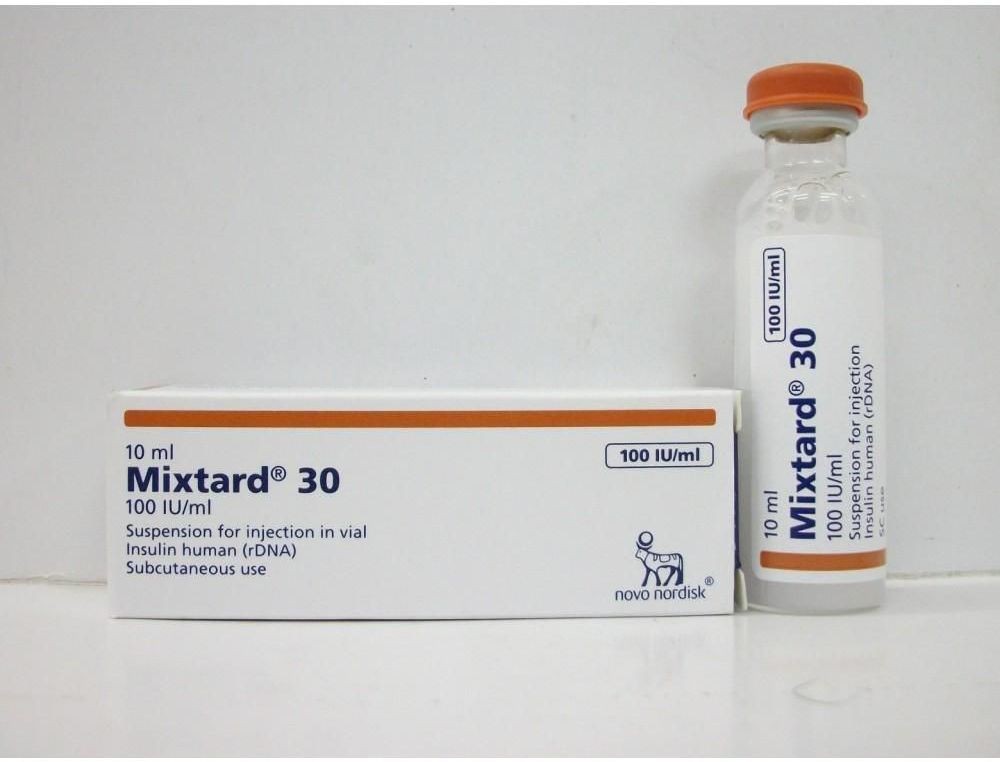 10 ml
Mixtard® 30
100 IU/ml
100 IU/ml
Suspension for injection in vial
Insulin human (rDNA)
Subcutaneous use
novo nordisk®
100 IU/ml
10 ml
Mixtard® 30
100 IU/ml
Suspension for injection
Insulin human (rDNA)
SC use